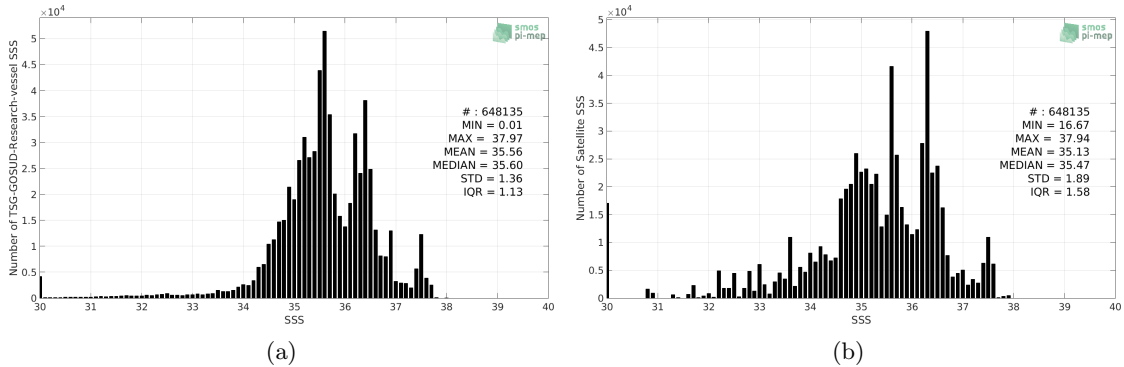 ×10⁴
5
4.5
4
3.5
3
2.5
2
1.5
1
0.5
0
Number of TSG-GOSUD-Research-vessel SSS
smos
pi-mep
# : 648135
MIN = 0.01
MAX = 37.97
MEAN = 35.56
MEDIAN = 35.60
STD = 1.36
IQR = 1.13
30 31 32 33 34 35 36 37 38 39 40
SSS
(a)
×10⁴
5
4.5
4
3.5
3
2.5
2
1.5
1
0.5
0
Number of Satellite SSS
smos
pi-mep
# : 648135
MIN = 16.67
MAX = 37.94
MEAN = 35.13
MEDIAN = 35.47
STD = 1.89
IQR = 1.58
30 31 32 33 34 35 36 37 38 39 40
SSS
(b)